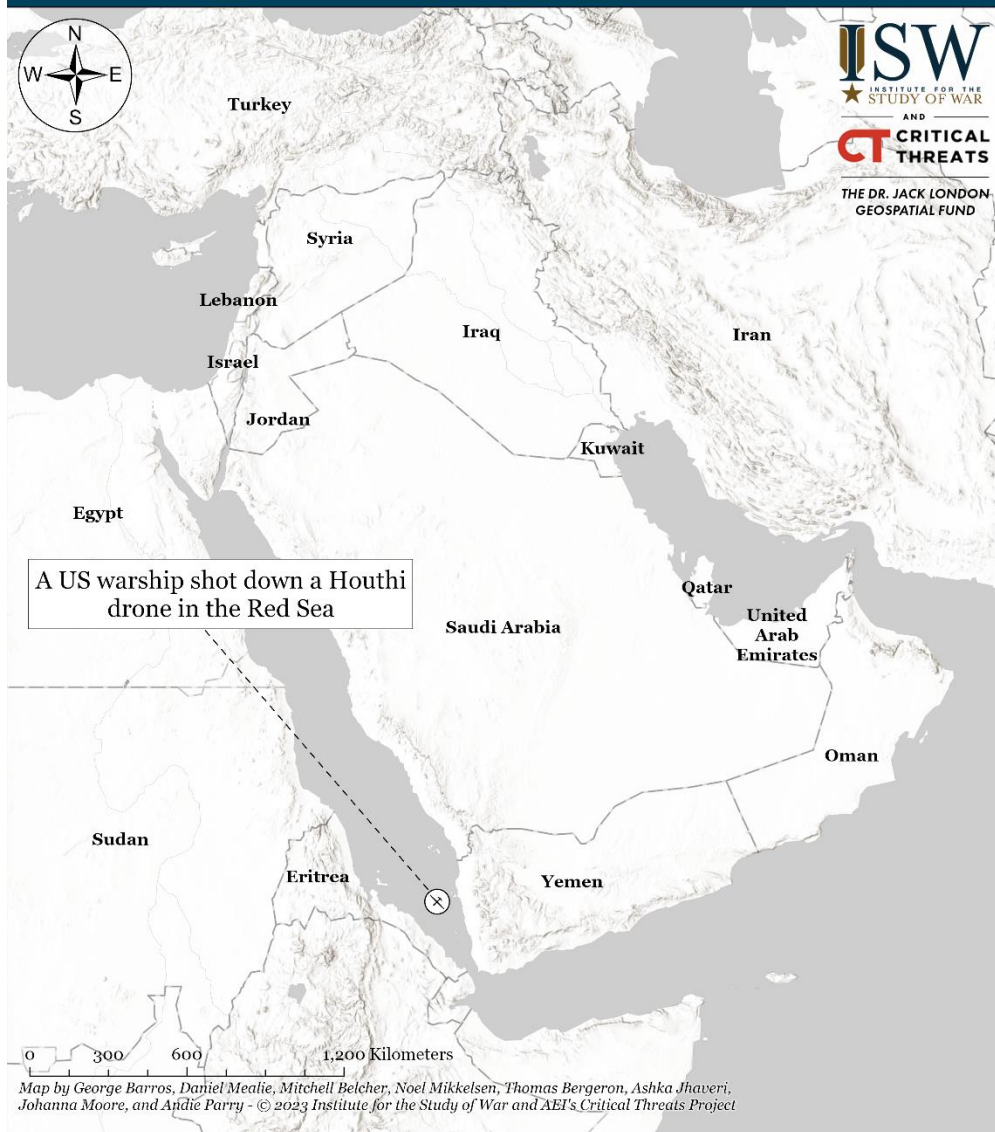 N
W E
S
ISW
INSTITUTE FOR THE
STUDY OF WAR
AND
CT CRITICAL
THREATS
THE DR. JACK LONDON
GEOSPATIAL FUND
Turkey
Syria
Lebanon
Iraq
Iran
Israel
Jordan
Kuwait
Egypt
A US warship shot down a Houthi
drone in the Red Sea
Qatar
United
Arab
Emirates
Saudi Arabia
Oman
Sudan
Eritrea
Yemen
0 300 600 1,200 Kilometers
Map by George Barros, Daniel Mealie, Mitchell Belcher, Noel Mikkelsen, Thomas Bergeron, Ashka Jhaveri,
Johanna Moore, and Andie Parry - © 2023 Institute for the Study of War and AEI's Critical Threats Project